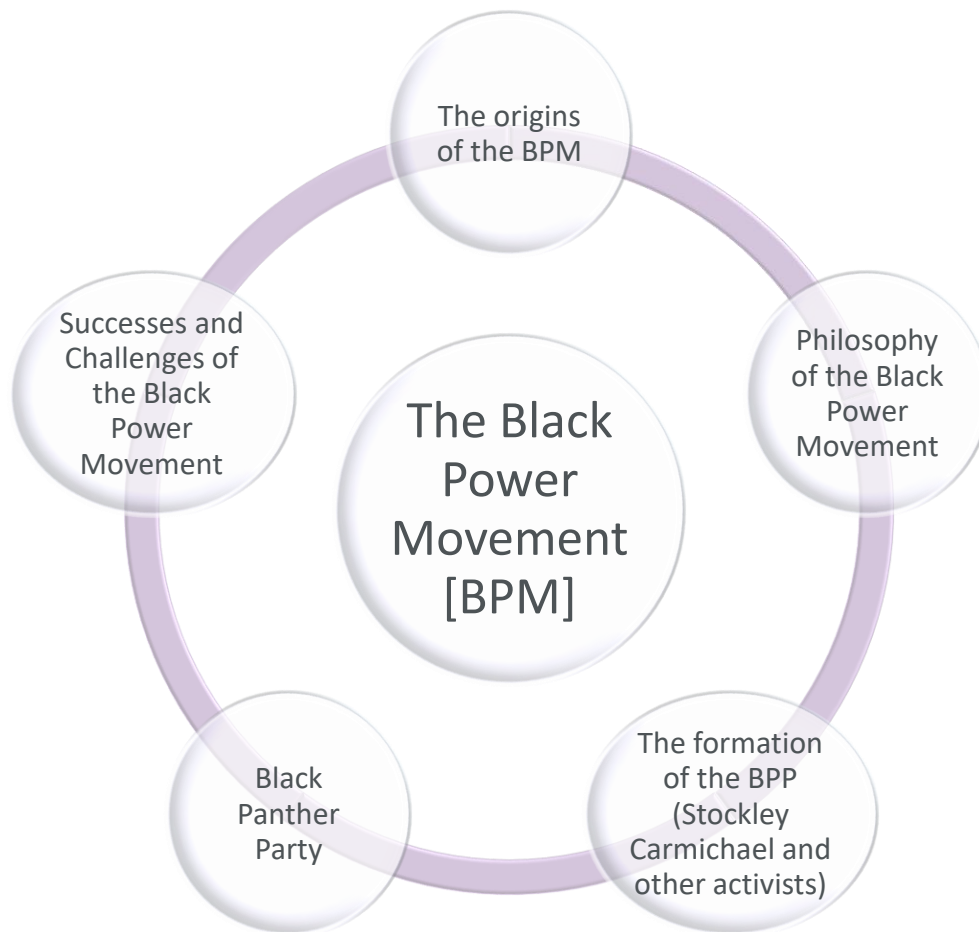 The origins
of the BPM
Philosophy
of the Black
Power
Movement
The formation
of the BPP
(Stockley
Carmichael and
other activists)
Black
Panther
Party
Successes and
Challenges of
the Black
Power
Movement
The Black
Power
Movement
[BPM]